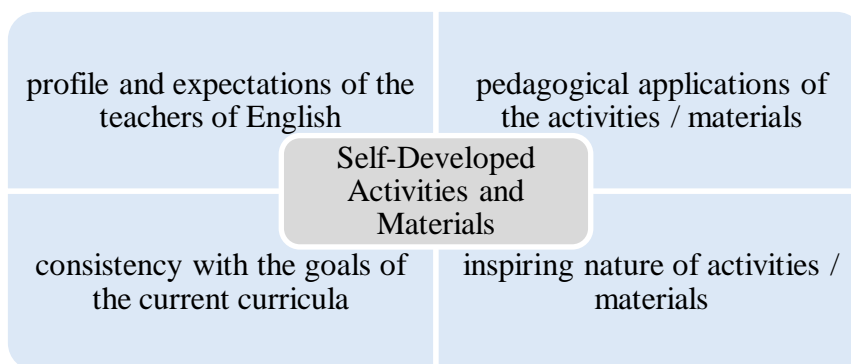 profile and expectations of the
teachers of English
pedagogical applications of
the activities / materials
Self-Developed
Activities and
Materials
consistency with the goals of
the current curricula
inspiring nature of activities /
materials